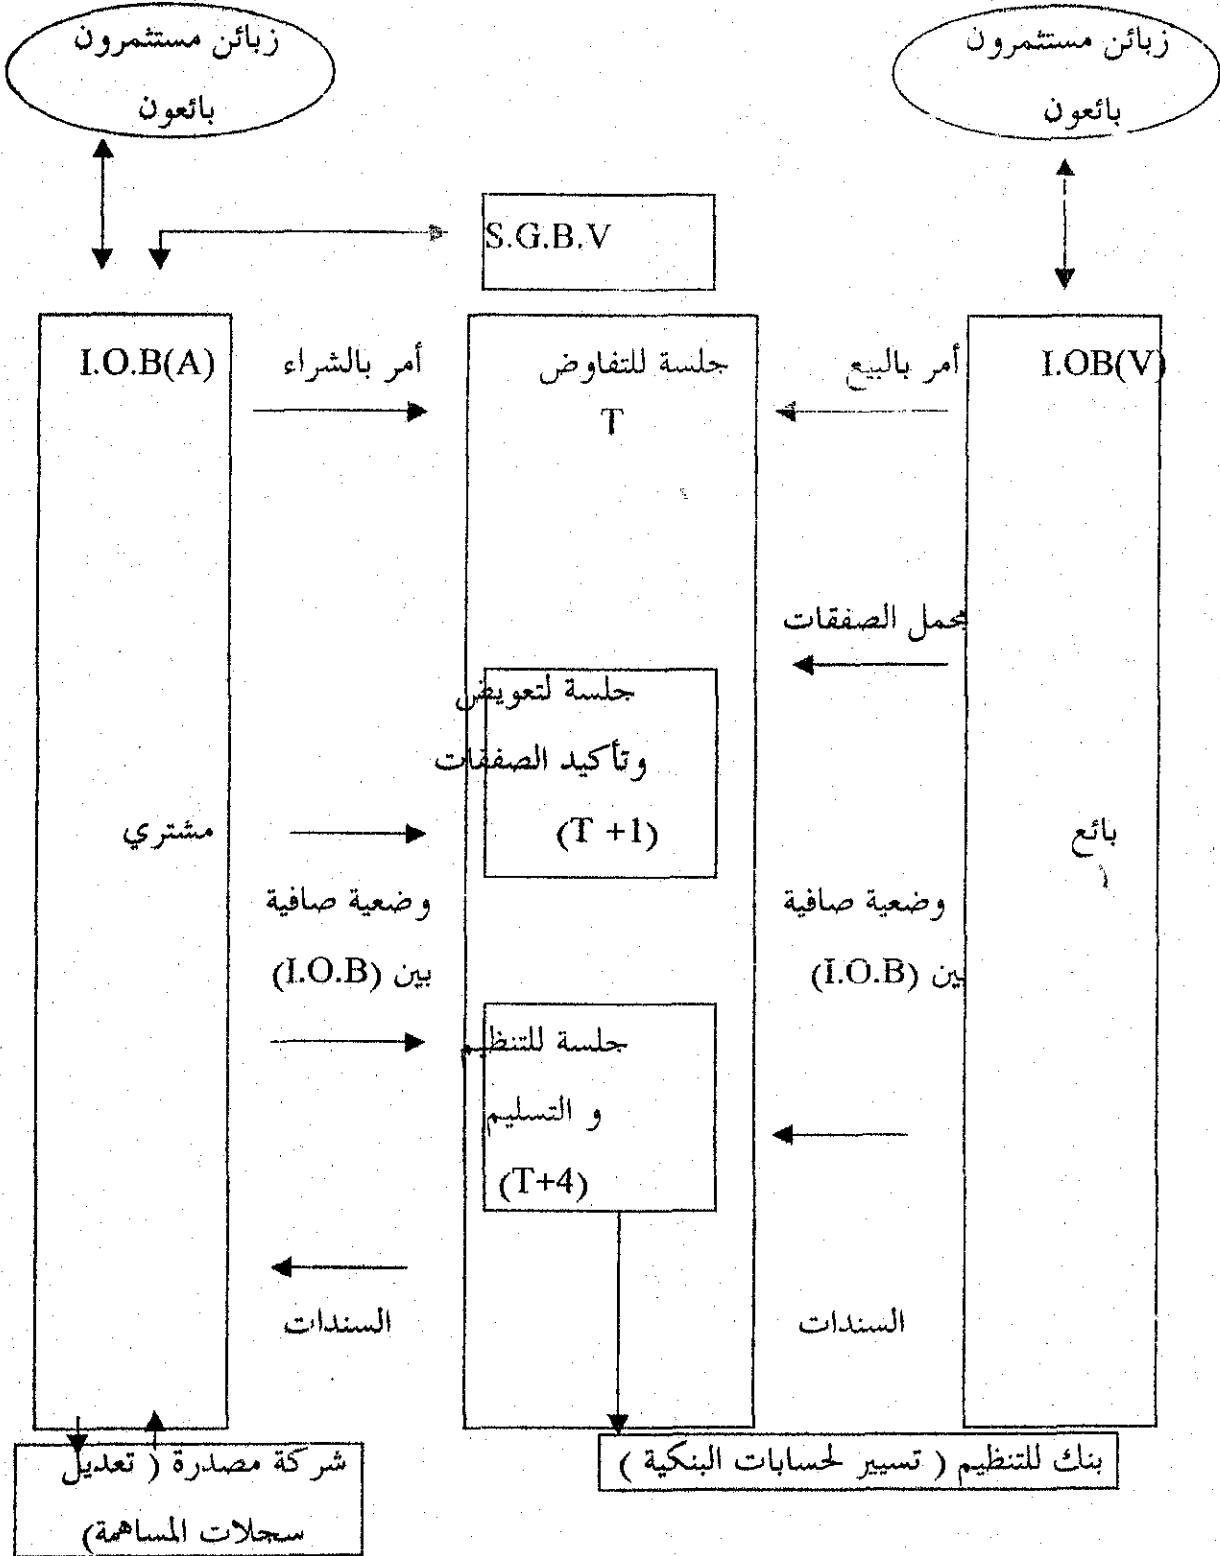 زبائن مستثمرون
بائعون
زبائن مستثمرون
بائعون
S.G.B.V
I.O.B(A)
أمر بالشراء
جلسة للتفاوض
T
أمر بالبيع
I.OB(V)
مجمل الصفقات
جلسة لتعويض
وتأكيد الصفقات
(T +1)
مشتري
بائع
وضعية صافية
بين (I.O.B)
وضعية صافية
بين (I.O.B)
جلسة للتنظيم
و التسليم
(T+4)
السندات
السندات
شركة مصدرة ( تعديل
سجلات المساهمة)
بنك للتنظيم ( تسيير لحسابات البنكية )